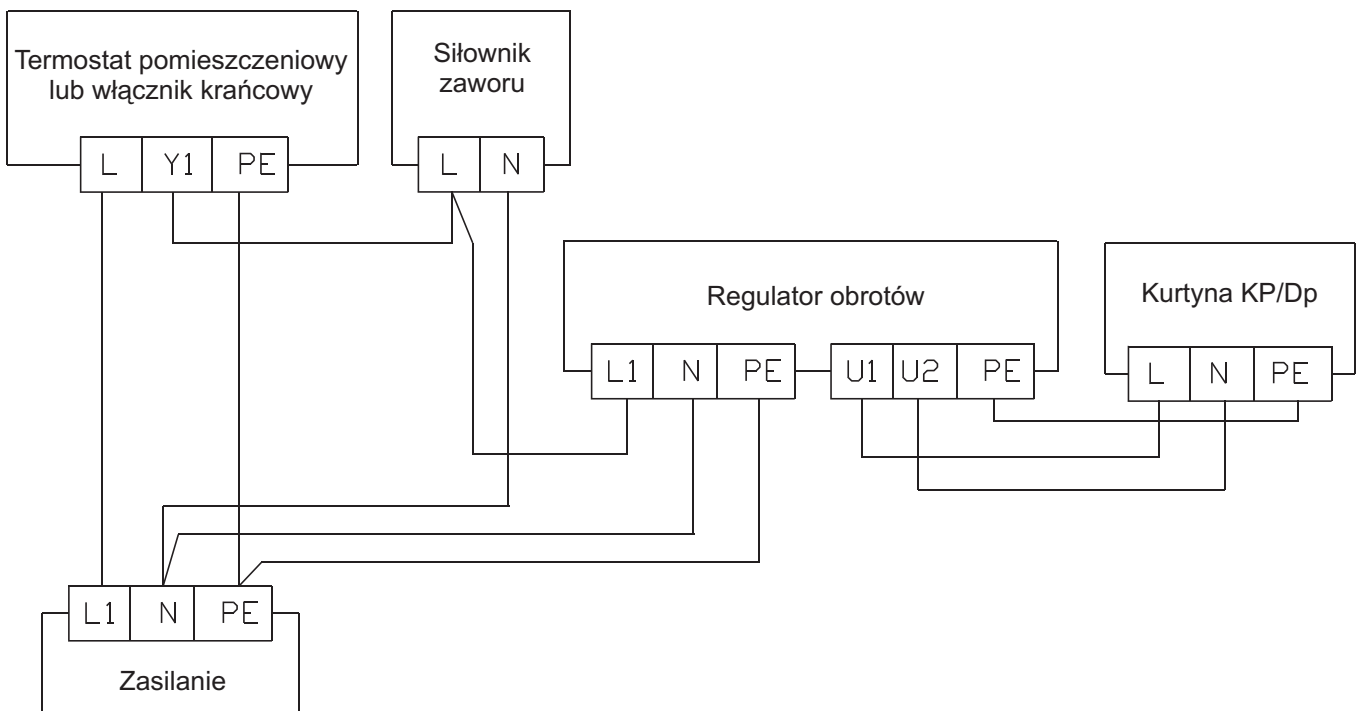 Termostat pomieszczeniowy
lub włącznik krańcowy
L Y1 PE
Siłownik
zaworu
L N
Regulator obrotów
L1 N PE U1 U2 PE
Kurtyna KP/Dp
L N PE
L1 N PE
Zasilanie